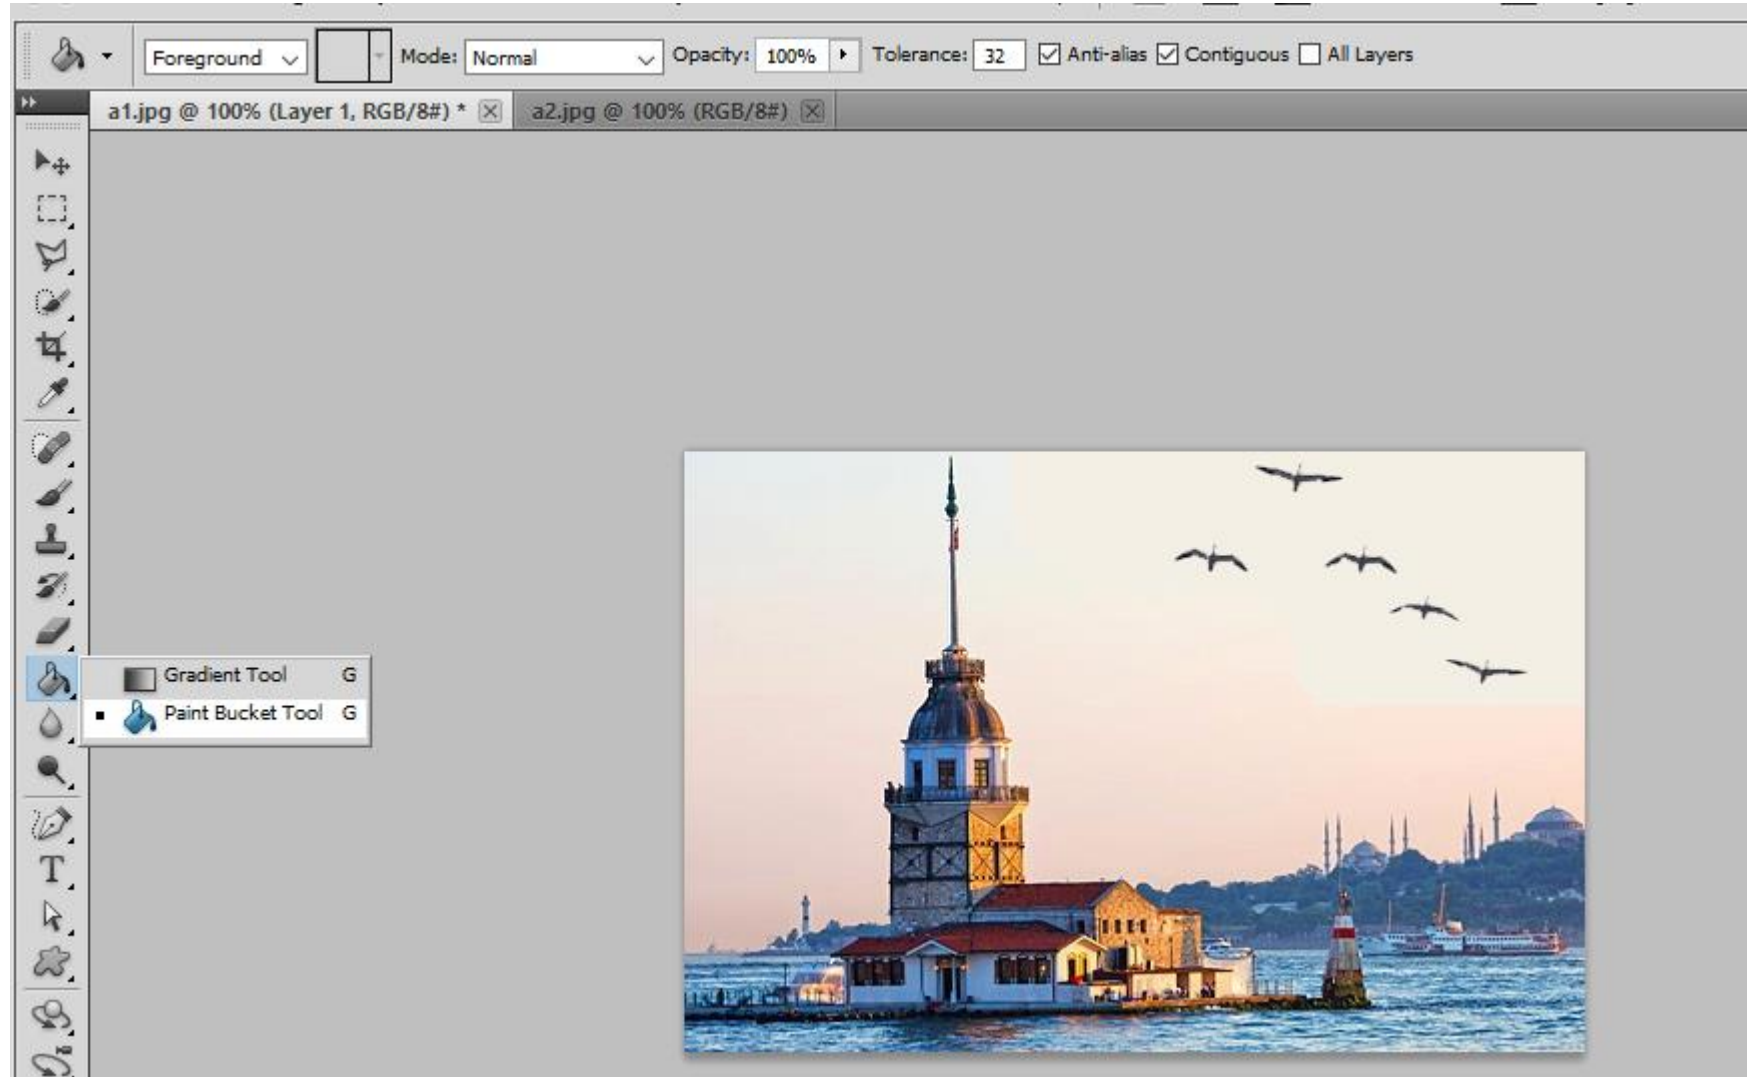 Foreground Mode: Normal Opacity: 100% Tolerance: 32 Anti-alias Contiguous All Layers
a1.jpg @ 100% (Layer 1, RGB/8#) * a2.jpg @ 100% (RGB/8#)
Gradient Tool G
Paint Bucket Tool G
T